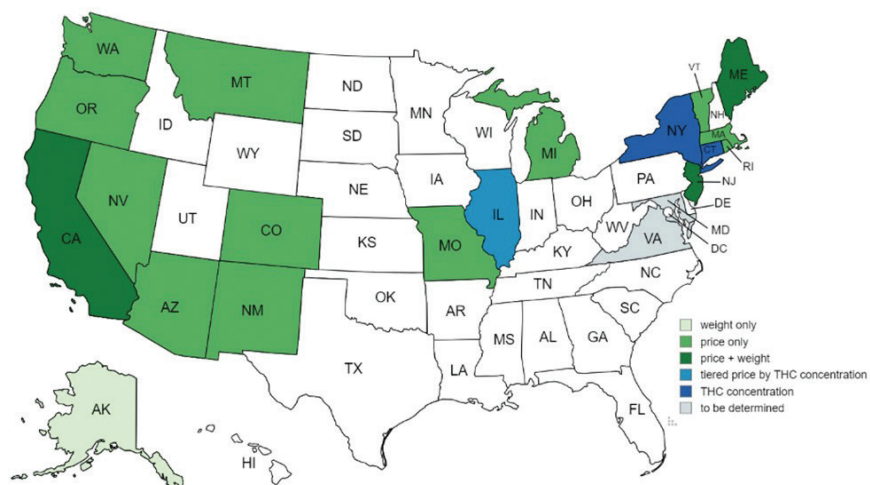 WA
MT
ND
MN
VT
ME
OR
ID
SD
WI
NH
WY
MI
NY
MA
CT
RI
NV
UT
NE
IA
PA
NJ
CA
CO
IL
IN
OH
DE
KS
MO
WV
VA
MD
KY
DC
AZ
NM
OK
AR
TN
NC
SC
TX
LA
MS
AL
GA
FL
AK
HI
weight only
price only
price + weight
tiered price by THC concentration
THC concentration
to be determined